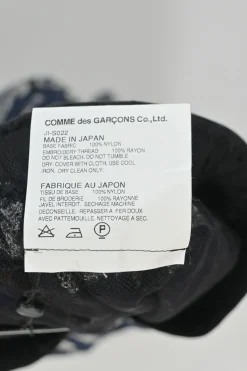 COMME des GARÇONS Co.,Ltd.
JI-S022
MADE IN JAPAN
BASE FABRIC 100% NYLON
EMBROIDERY THREAD 100% RAYON
DO NOT BLEACH. DO NOT TUMBLE
DRY. COVER WITH CLOTH, USE COOL
IRON. DRY CLEAN ONLY.
FABRIQUE AU JAPON
TISSU DE BASE 100% NYLON
FIL DE BRODERIE 100% RAYONNE
JAVEL INTERDIT. SECHAGE MACHINE
DECONSEILLE. REPASSER A FER DOUX
AVEC PATTEMOUILLE. NETTOYAGE A SEC.
P